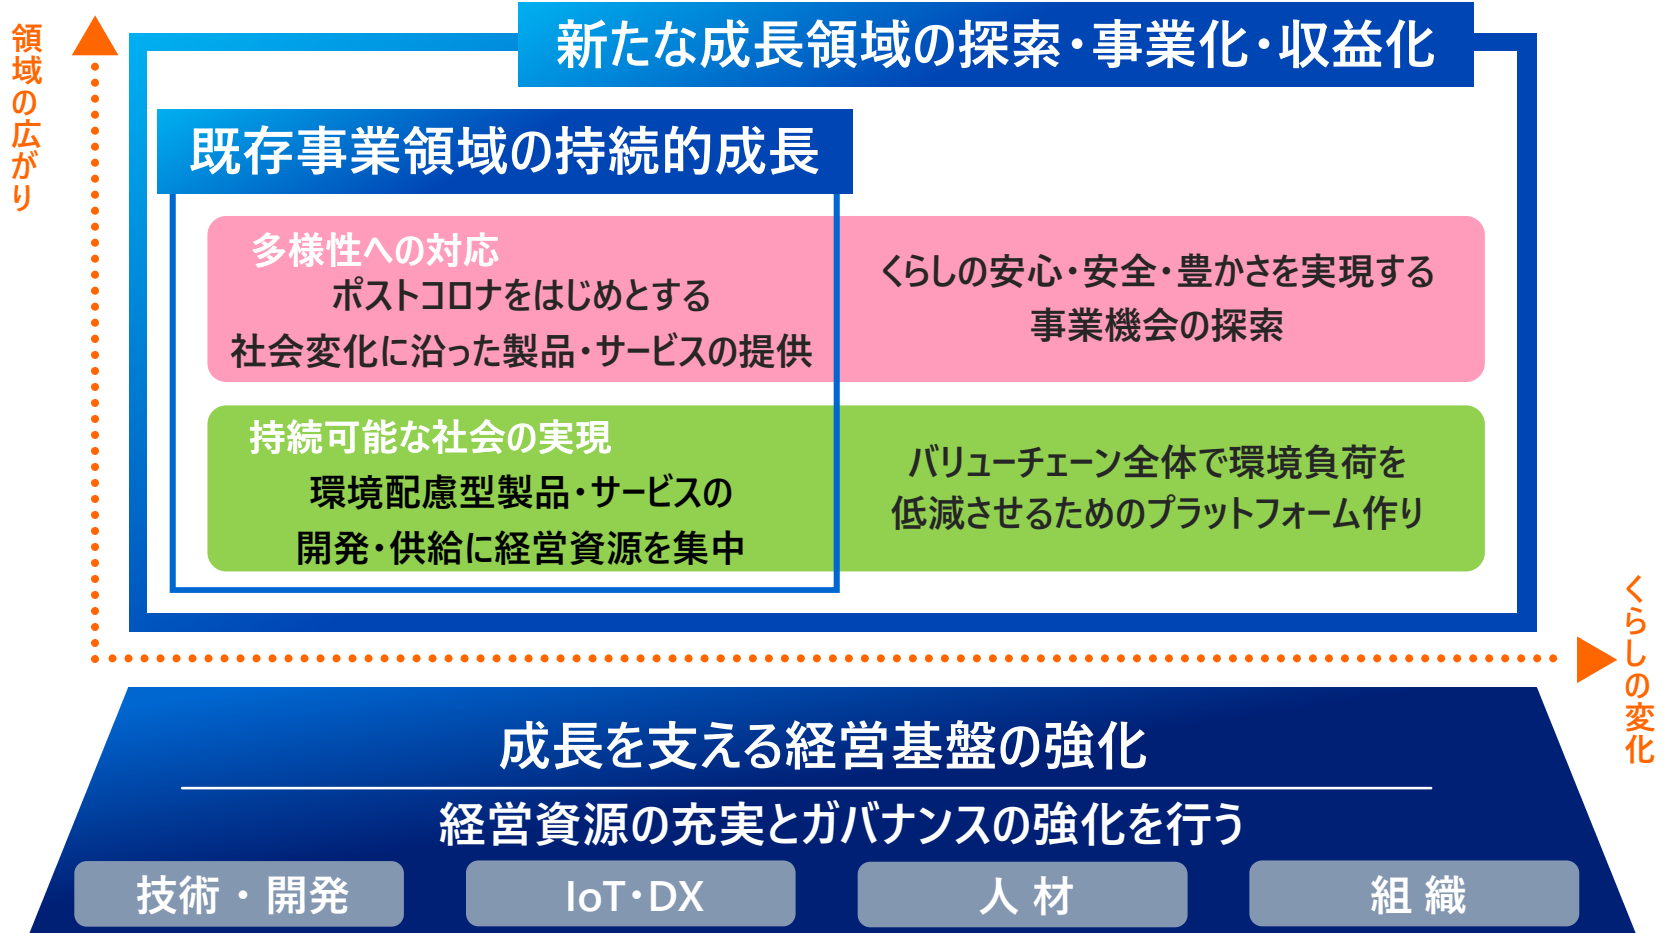 領域の広がり
新たな成長領域の探索・事業化・収益化
既存事業領域の持続的成長
多様性への対応
ポストコロナをはじめとする
社会変化に沿った製品・サービスの提供
くらしの安心・安全・豊かさを実現する
事業機会の探索
持続可能な社会の実現
環境配慮型製品・サービスの
開発・供給に経営資源を集中
バリューチェーン全体で環境負荷を
低減させるためのプラットフォーム作り
くらしの変化
成長を支える経営基盤の強化
経営資源の充実とガバナンスの強化を行う
技術・開発
IoT・DX
人材
組織